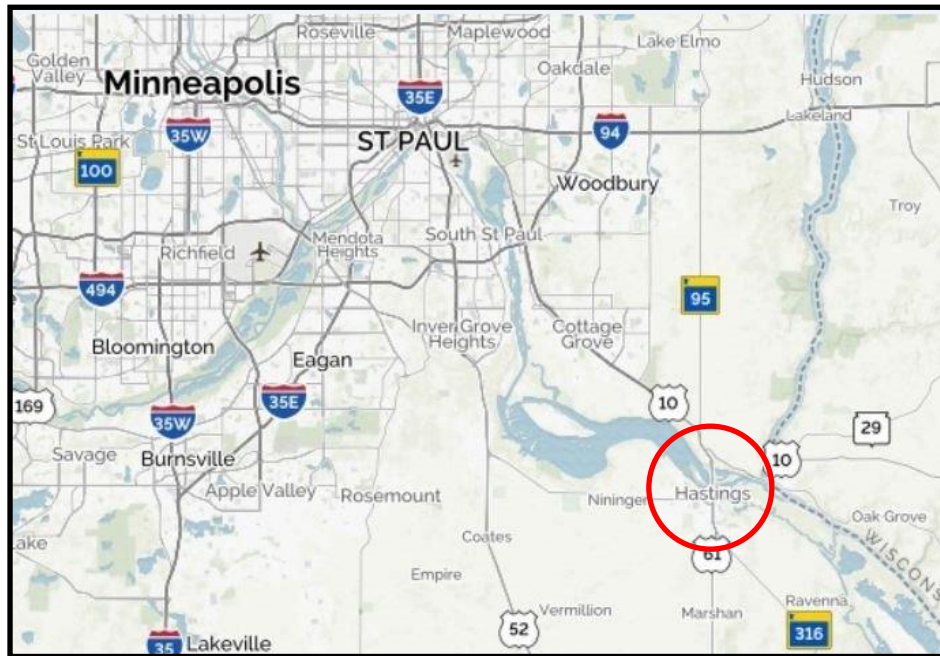 Roseville
Maplewood
Lake Elmo
Golden
Valley
Oakdale
Hudson
Minneapolis
35E
Lakeland
35W
94
St Louis Park
ST PAUL
100
Woodbury
Troy
South St Paul
Richfield
Mendota
Heights
494
95
Inver Grove
Heights
Cottage
Grove
Bloomington
Eagan
35E
169
10
35W
29
Savage
Burnsville
10
Apple Valley
Rosemount
Nininger
Hastings
Oak Grove
Lake
Coates
61
WISCONS
Empire
Vermillion
Marshan
Ravenna
52
316
35
Lakeville